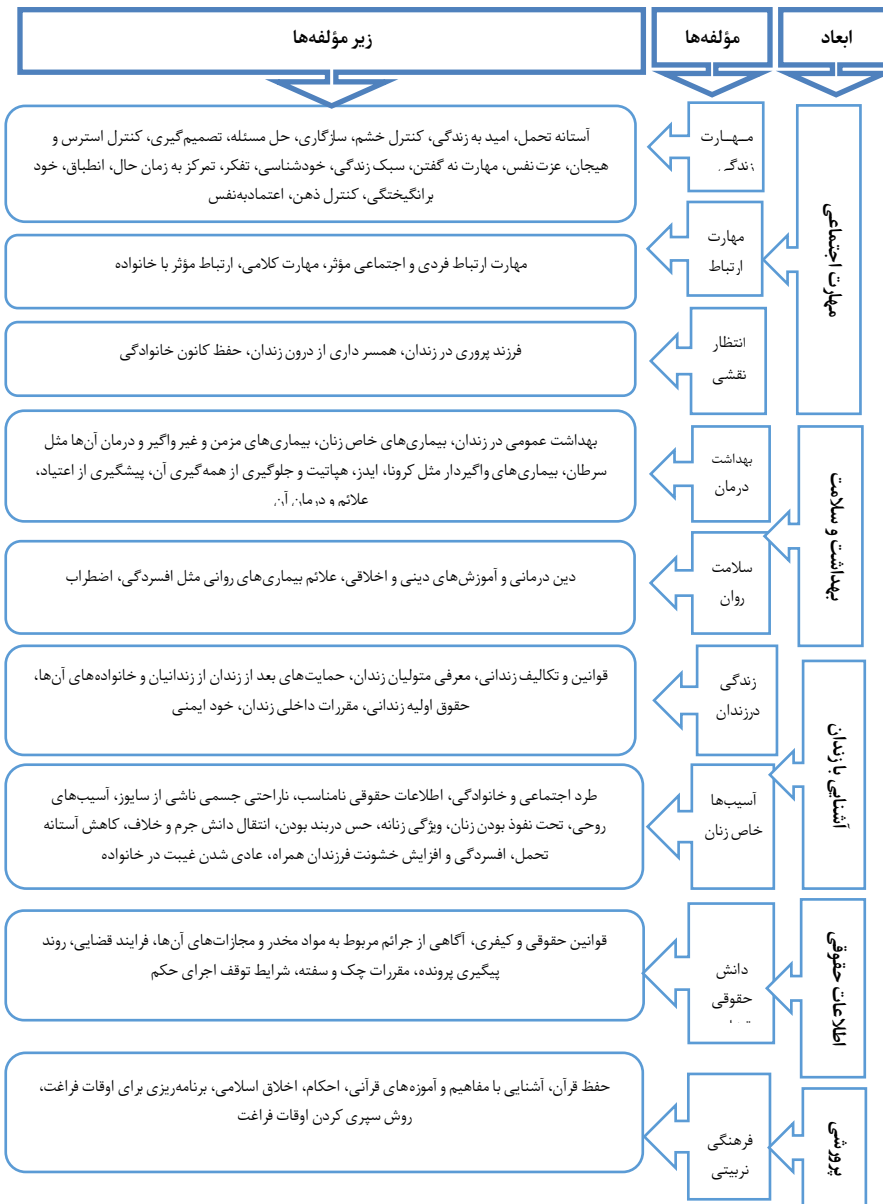 ابعاد
مؤلفه‌ها
زیر مؤلفه‌ها
مهارت اجتماعی
مـهـارت
زندگی
آستانه تحمل، امید به زندگی، کنترل خشم، سازگاری، حل مسئله، تصمیم‌گیری، کنترل استرس و
هیجان، عزت‌نفس، مهارت نه گفتن، سبک زندگی، خودشناسی، تفکر، تمرکز به زمان حال، انطباق، خود
برانگیختگی، کنترل ذهن، اعتمادبه‌نفس
مهارت
ارتباط
مهارت ارتباط فردی و اجتماعی مؤثر، مهارت کلامی، ارتباط مؤثر با خانواده
انتظار
نقشی
فرزند پروری در زندان، همسر داری از درون زندان، حفظ کانون خانوادگی
بهداشت و سلامت
بهداشت
درمان
بهداشت عمومی در زندان، بیماری‌های خاص زنان، بیماری‌های مزمن و غیر واگیر و درمان آن‌ها مثل
سرطان، بیماری‌های واگیردار مثل کرونا، ایدز، هپاتیت و جلوگیری از همه‌گیری آن، پیشگیری از اعتیاد،
علائم و درمان آن
سلامت
روان
دین درمانی و آموزش‌های دینی و اخلاقی، علائم بیماری‌های روانی مثل افسردگی، اضطراب
آشنایی با زندان
زندگی
درزندان
قوانین و تکالیف زندانی، معرفی متولیان زندان، حمایت‌های بعد از زندان از زندانیان و خانواده‌های آن‌ها،
حقوق اولیه زندانی، مقررات داخلی زندان، خود ایمنی
آسیب‌ها
خاص زنان
طرد اجتماعی و خانوادگی، اطلاعات حقوقی نامناسب، ناراحتی جسمی ناشی از سایوز، آسیب‌های
روحی، تحت نفوذ بودن زنان، ویژگی زنانه، حس دربند بودن، انتقال دانش جرم و خلاف، کاهش آستانه
تحمل، افسردگی و افزایش خشونت فرزندان همراه، عادی شدن غیبت در خانواده
اطلاعات حقوقی
دانش
حقوقی
قوانین حقوقی و کیفری، آگاهی از جرائم مربوط به مواد مخدر و مجازات‌های آن‌ها، فرایند قضایی، روند
پیگیری پرونده، مقررات چک و سفته، شرایط توقف اجرای حکم
پرورشی
فرهنگی
تربیتی
حفظ قرآن، آشنایی با مفاهیم و آموزه‌های قرآنی، احکام، اخلاق اسلامی، برنامه‌ریزی برای اوقات فراغت،
روش سپری کردن اوقات فراغت